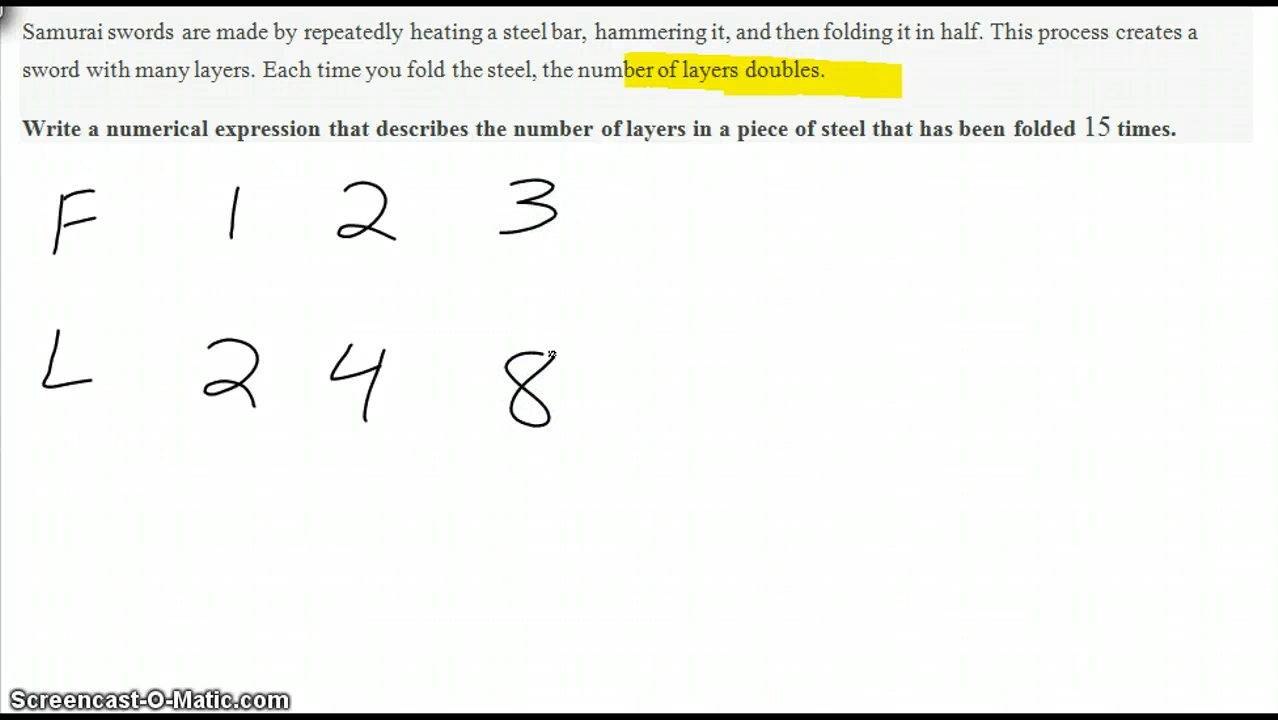 Samurai swords are made by repeatedly heating a steel bar, hammering it, and then folding it in half. This process creates a
sword with many layers. Each time you fold the steel, the number of layers doubles.
Write a numerical expression that describes the number of layers in a piece of steel that has been folded 15 times.
F 1 2 3
L 2 4 8
Screencast-O-Matic.com